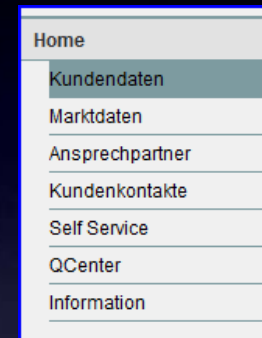 Home
Kundendaten
Marktdaten
Ansprechpartner
Kundenkontakte
Self Service
QCenter
Information